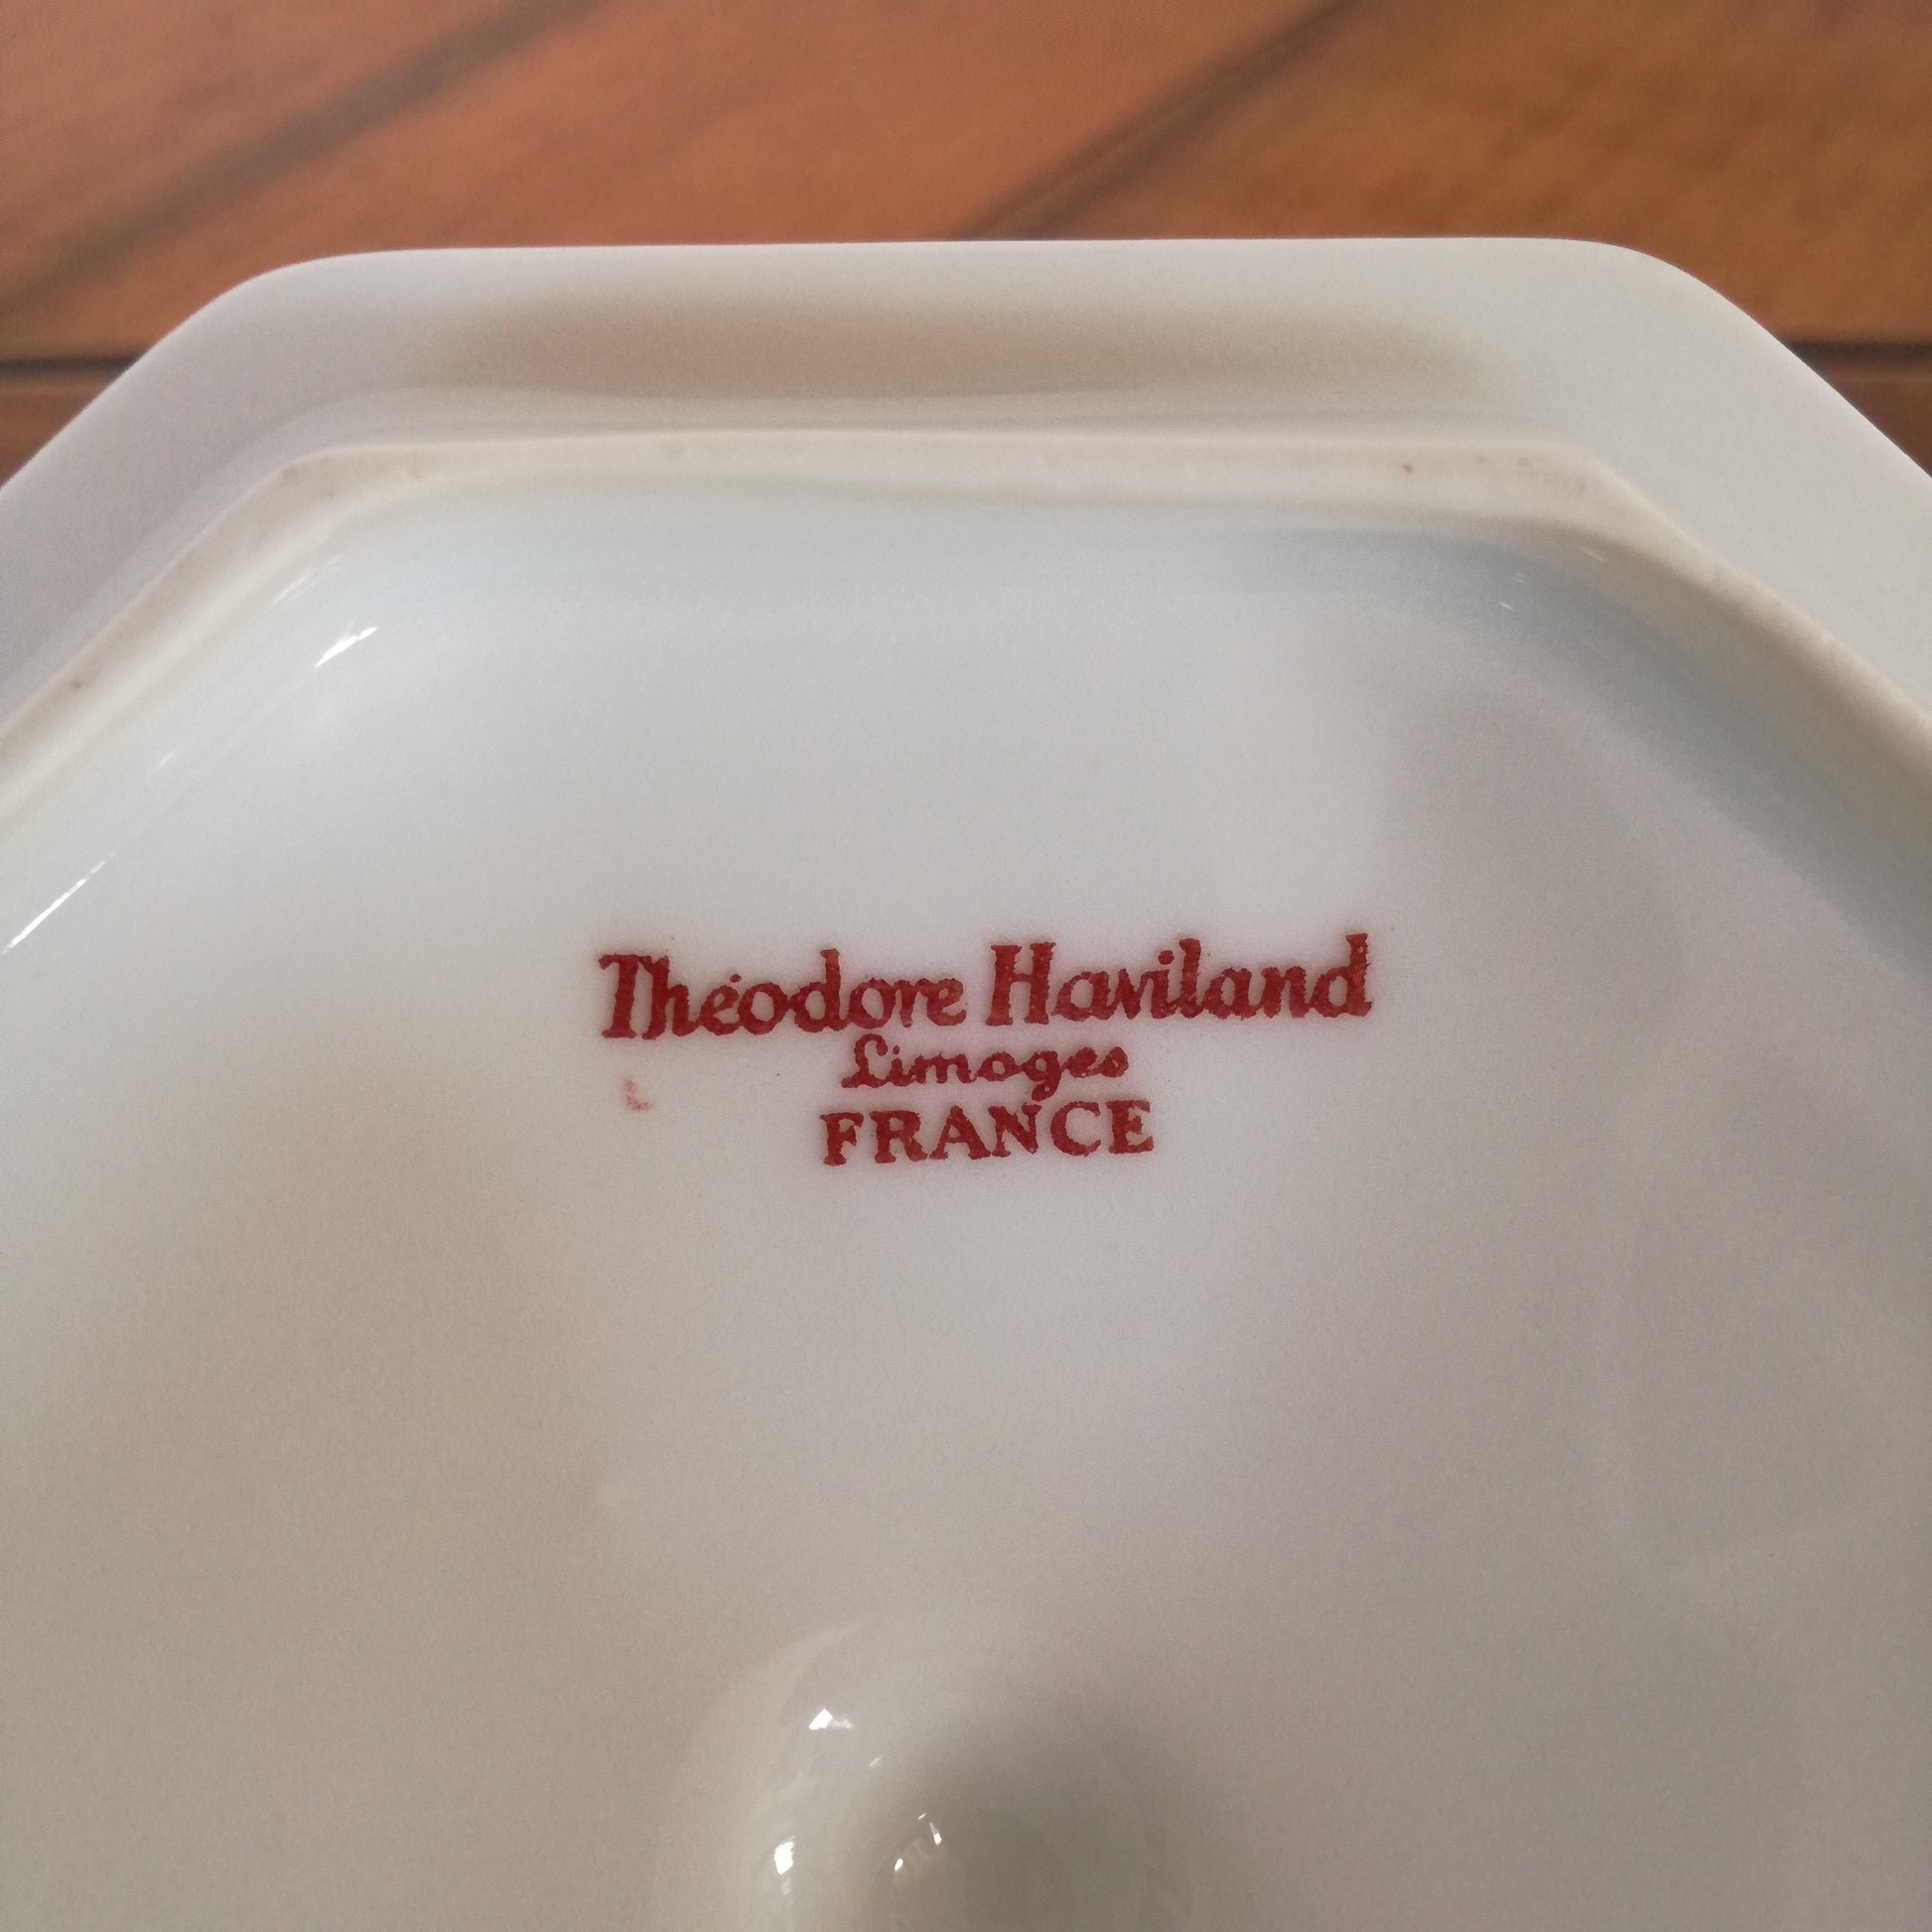 Théodore Haviland
Limoges
FRANCE